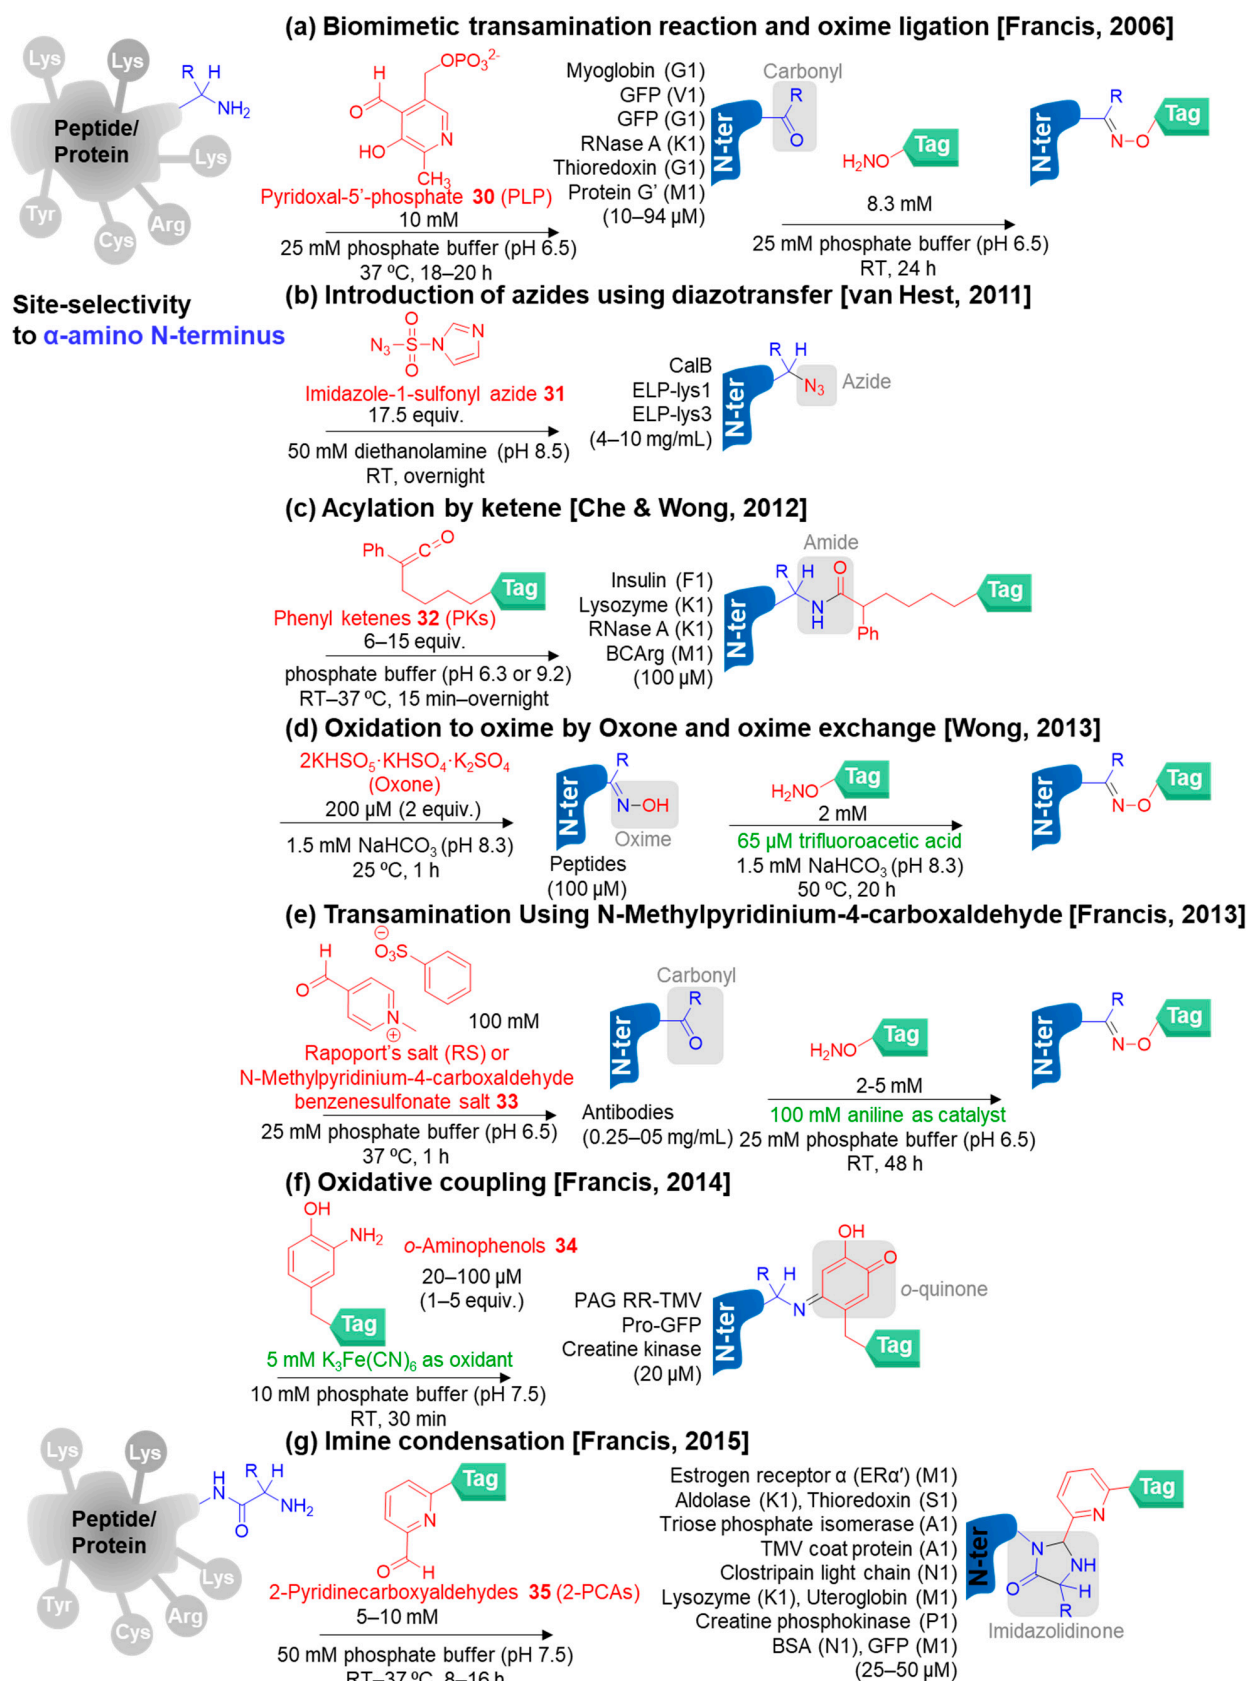 (a) Biomimetic transamination reaction and oxime ligation [Francis, 2006]
Lys
Lys
R
H
NH2
Peptide/
Protein
Lys
Tyr
Cys
Arg
Site-selectivity
to α-amino N-terminus
H
O
OPO3 2-
HO
N
CH3
Pyridoxal-5'-phosphate 30 (PLP)
10 mM
25 mM phosphate buffer (pH 6.5)
37 ºC, 18–20 h
Myoglobin (G1)
GFP (V1)
GFP (G1)
RNase A (K1)
Thioredoxin (G1)
Protein G' (M1)
(10–94 µM)
Carbonyl
N-ter
R
O
H2NO
Tag
8.3 mM
25 mM phosphate buffer (pH 6.5)
RT, 24 h
N-ter
R
N–O
Tag
(b) Introduction of azides using diazotransfer [van Hest, 2011]
O
N3–S–N
N
O
Imidazole-1-sulfonyl azide 31
17.5 equiv.
50 mM diethanolamine (pH 8.5)
RT, overnight
CalB
ELP-lys1
ELP-lys3
(4–10 mg/mL)
N-ter
R
H
N3
Azide
(c) Acylation by ketene [Che & Wong, 2012]
Ph
C
O
Tag
Phenyl ketenes 32 (PKs)
6–15 equiv.
phosphate buffer (pH 6.3 or 9.2)
RT–37 ºC, 15 min–overnight
Insulin (F1)
Lysozyme (K1)
RNase A (K1)
BCArg (M1)
(100 µM)
Amide
N-ter
R
H
O
N
H
Ph
Tag
(d) Oxidation to oxime by Oxone and oxime exchange [Wong, 2013]
2KHSO5·KHSO4·K2SO4
(Oxone)
200 µM (2 equiv.)
1.5 mM NaHCO3 (pH 8.3)
25 ºC, 1 h
N-ter
R
N–OH
Oxime
Peptides
(100 µM)
H2NO
Tag
2 mM
65 µM trifluoroacetic acid
1.5 mM NaHCO3 (pH 8.3)
50 ºC, 20 h
N-ter
R
N–O
Tag
(e) Transamination Using N-Methylpyridinium-4-carboxaldehyde [Francis, 2013]
H
O
N
⊕
⊖
O3S
100 mM
Rapoport's salt (RS) or
N-Methylpyridinium-4-carboxaldehyde
benzenesulfonate salt 33
25 mM phosphate buffer (pH 6.5)
37 ºC, 1 h
Carbonyl
N-ter
R
O
Antibodies
(0.25–05 mg/mL)
H2NO
Tag
2-5 mM
100 mM aniline as catalyst
25 mM phosphate buffer (pH 6.5)
RT, 48 h
N-ter
R
N–O
Tag
(f) Oxidative coupling [Francis, 2014]
OH
NH2
Tag
o-Aminophenols 34
20–100 µM
(1–5 equiv.)
5 mM K3Fe(CN)6 as oxidant
10 mM phosphate buffer (pH 7.5)
RT, 30 min
PAG RR-TMV
Pro-GFP
Creatine kinase
(20 µM)
N-ter
R
H
N
OH
O
o-quinone
Tag
(g) Imine condensation [Francis, 2015]
Lys
Lys
H
N
O
R
H
NH2
Peptide/
Protein
Lys
Tyr
Cys
Arg
Tag
N
O
H
2-Pyridinecarboxyaldehydes 35 (2-PCAs)
5–10 mM
50 mM phosphate buffer (pH 7.5)
RT–37 ºC, 8–16 h
Estrogen receptor α (ERα′) (M1)
Aldolase (K1), Thioredoxin (S1)
Triose phosphate isomerase (A1)
TMV coat protein (A1)
Clostripain light chain (N1)
Lysozyme (K1), Uteroglobin (M1)
Creatine phosphokinase (P1)
BSA (N1), GFP (M1)
(25–50 µM)
N-ter
N
Tag
N
NH
O
H
R
Imidazolidinone